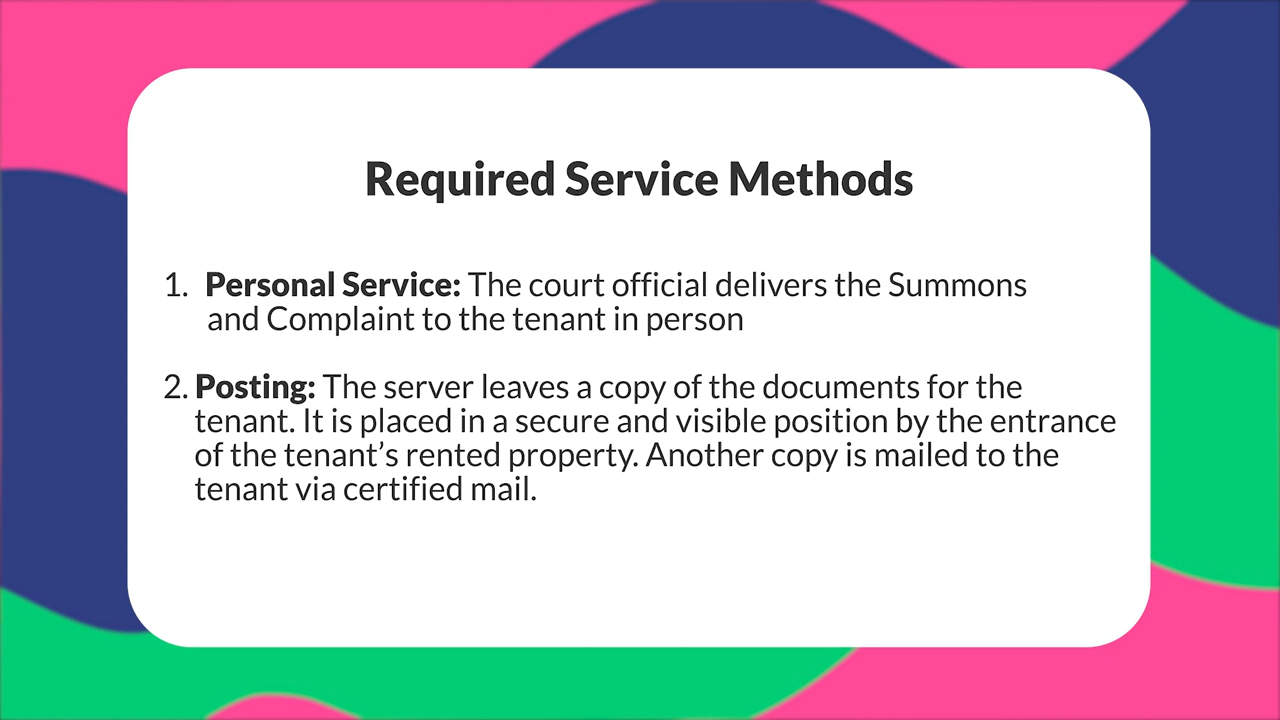 Required Service Methods
1. Personal Service: The court official delivers the Summons
and Complaint to the tenant in person
2. Posting: The server leaves a copy of the documents for the
tenant. It is placed in a secure and visible position by the entrance
of the tenant’s rented property. Another copy is mailed to the
tenant via certified mail.